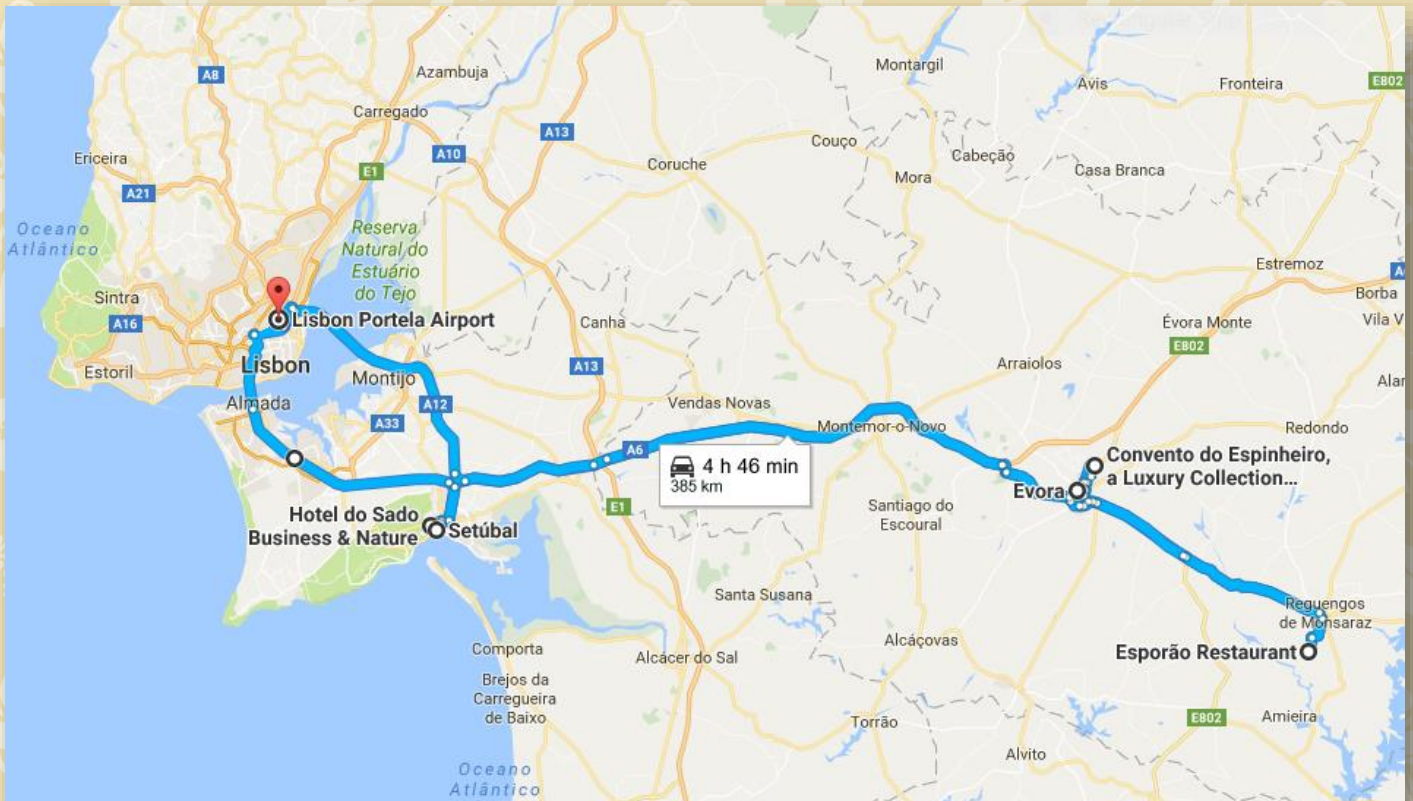 Montargil
Avis
Fronteira
E802
A8
Azambuja
Carregado
A13
Couço
Cabeção
Casa Branca
Ericeira
A10
E1
Coruche
Mora
A21
Oceano
Atlântico
Reserva
Natural do
Estuário
do Tejo
Estremoz
Sintra
A16
Lisbon Portela Airport
Canha
Borba
Évora Monte
Vila V
E802
Estoril
Lisbon
Montijo
A13
Arraiolos
Almada
A12
A33
Vendas Novas
Montemor-o-Novo
Redondo
A6
4 h 46 min
385 km
Convento do Espinheiro,
a Luxury Collection...
Evora
Hotel do Sado
Business & Nature
Setúbal
E1
Santiago do
Escoural
Santa Susana
Reguengos
de Monsaraz
Alcáçovas
Esporão Restaurant
Comporta
Alcácer do Sal
Brejos da
Carregueira
de Baixo
Torrão
E802
Amieira
Alvito
Oceano
Atlântico